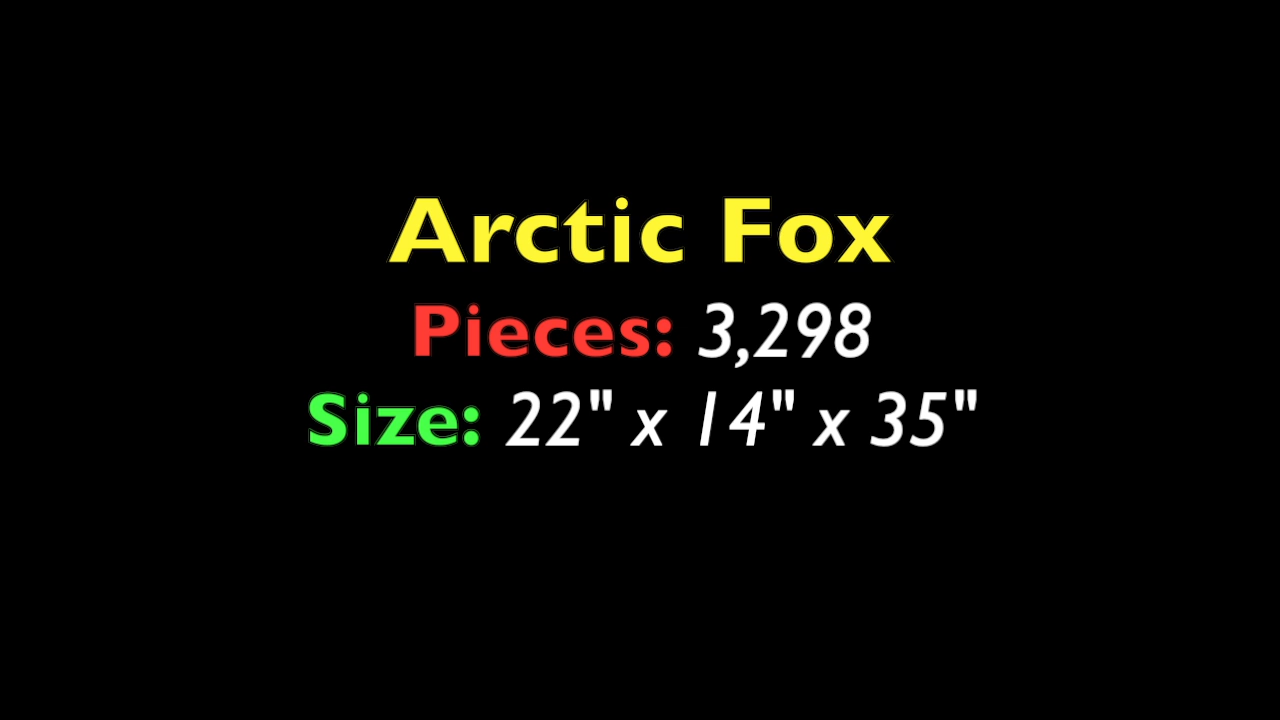 Arctic Fox
Pieces: 3,298
Size: 22" x 14" x 35"